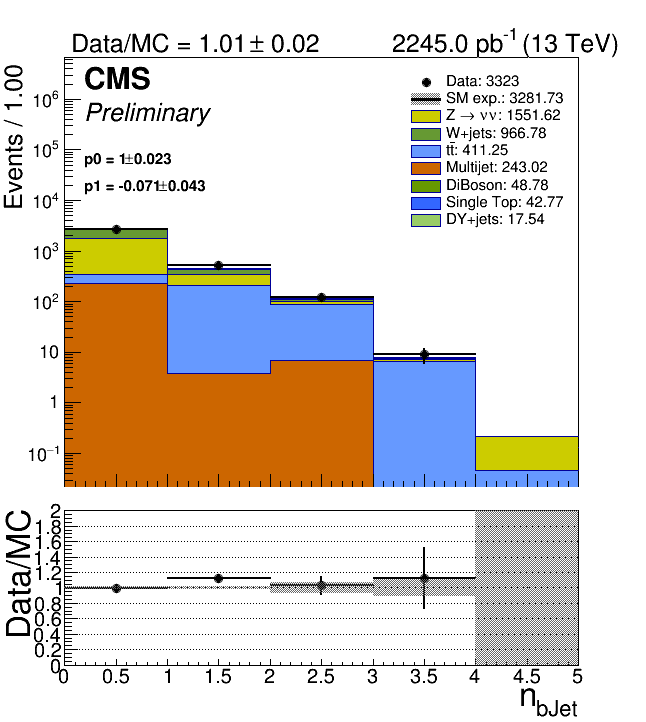 Data/MC = 1.01± 0.02 2245.0 pb⁻¹ (13 TeV)
CMS
Preliminary
p0 = 1±0.023
p1 = -0.071±0.043
Data: 3323
SM exp.: 3281.73
Z → νν: 1551.62
W+jets: 966.78
tt̄: 411.25
Multijet: 243.02
DiBoson: 48.78
Single Top: 42.77
DY+jets: 17.54
Events / 1.00
10⁶
10⁵
10⁴
10³
10²
10
1
10⁻¹
Data/MC
2
1.8
1.6
1.4
1.2
1
0.8
0.6
0.4
0.2
0
0 0.5 1 1.5 2 2.5 3 3.5 4 4.5 5
n_bJet